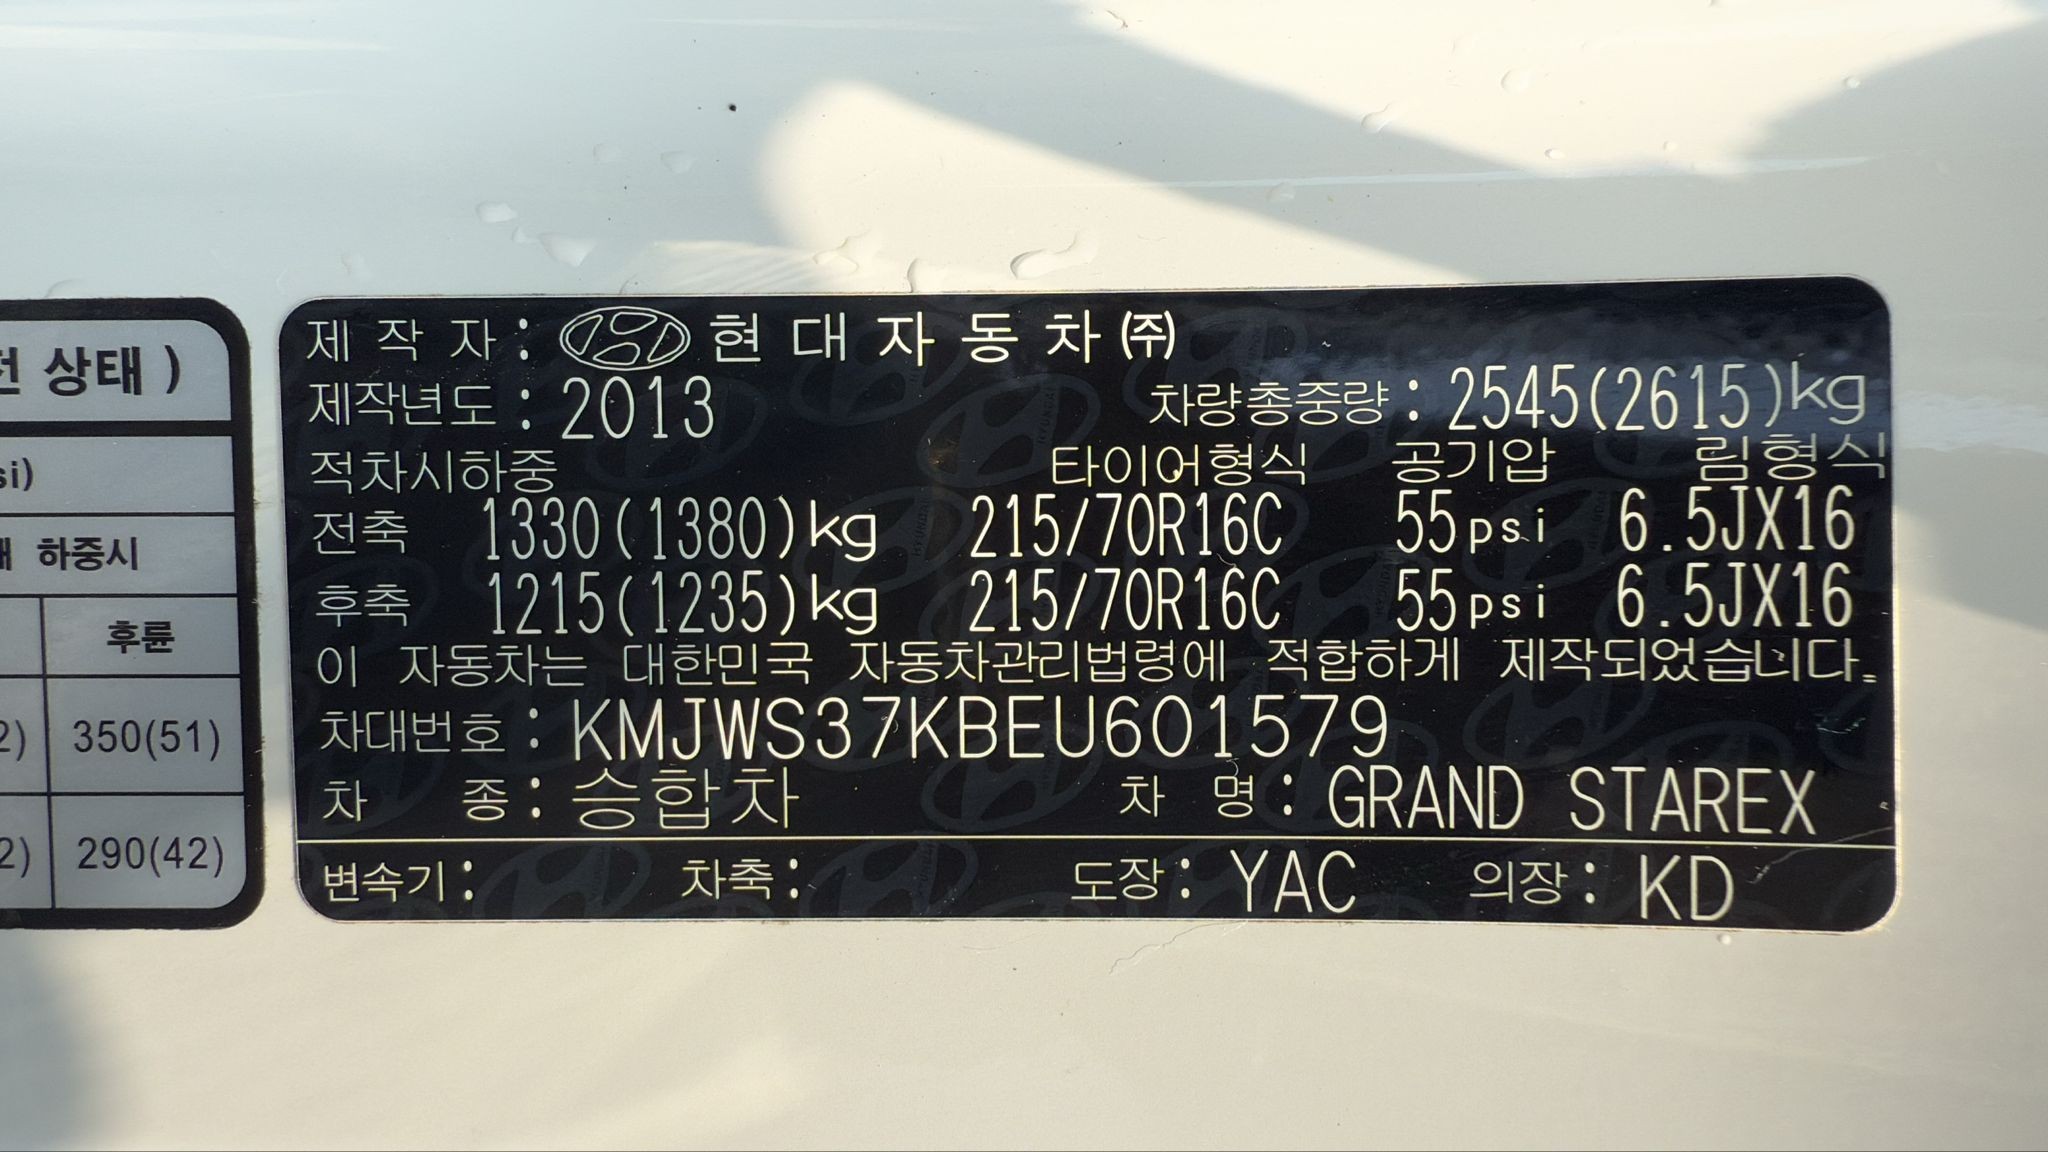 제 작 자 : 현 대 자 동 차 ㈜
제작년도 : 2013 차량총중량 : 2545(2615)kg
적차시하중 타이어형식 공기압 림형식
전축 1330(1380)kg 215/70R16C 55psi 6.5JX16
후축 1215(1235)kg 215/70R16C 55psi 6.5JX16
이 자동차는 대한민국 자동차관리법령에 적합하게 제작되었습니다.
차대번호 : KMJWS37KBEU601579
차 종 : 승합차 차 명 : GRAND STAREX
변속기 : 차축 : 도장 : YAC 의장 : KD
상태 )
si)
하중시
후륜
2) 350(51)
2) 290(42)